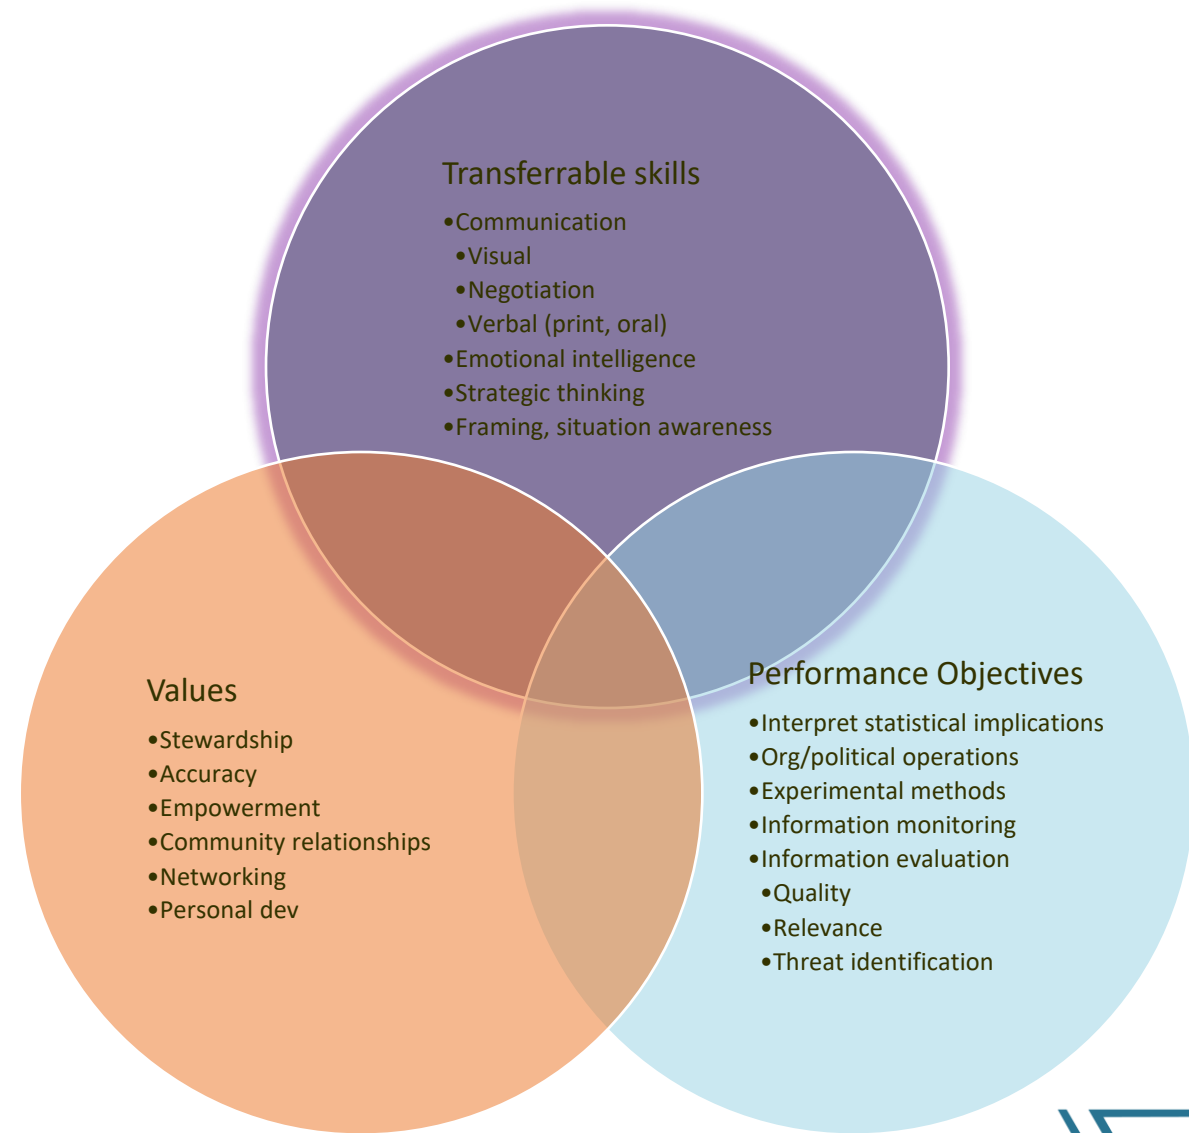 Transferrable skills
•Communication
•Visual
•Negotiation
•Verbal (print, oral)
•Emotional intelligence
•Strategic thinking
•Framing, situation awareness
Values
•Stewardship
•Accuracy
•Empowerment
•Community relationships
•Networking
•Personal dev
Performance Objectives
•Interpret statistical implications
•Org/political operations
•Experimental methods
•Information monitoring
•Information evaluation
•Quality
•Relevance
•Threat identification